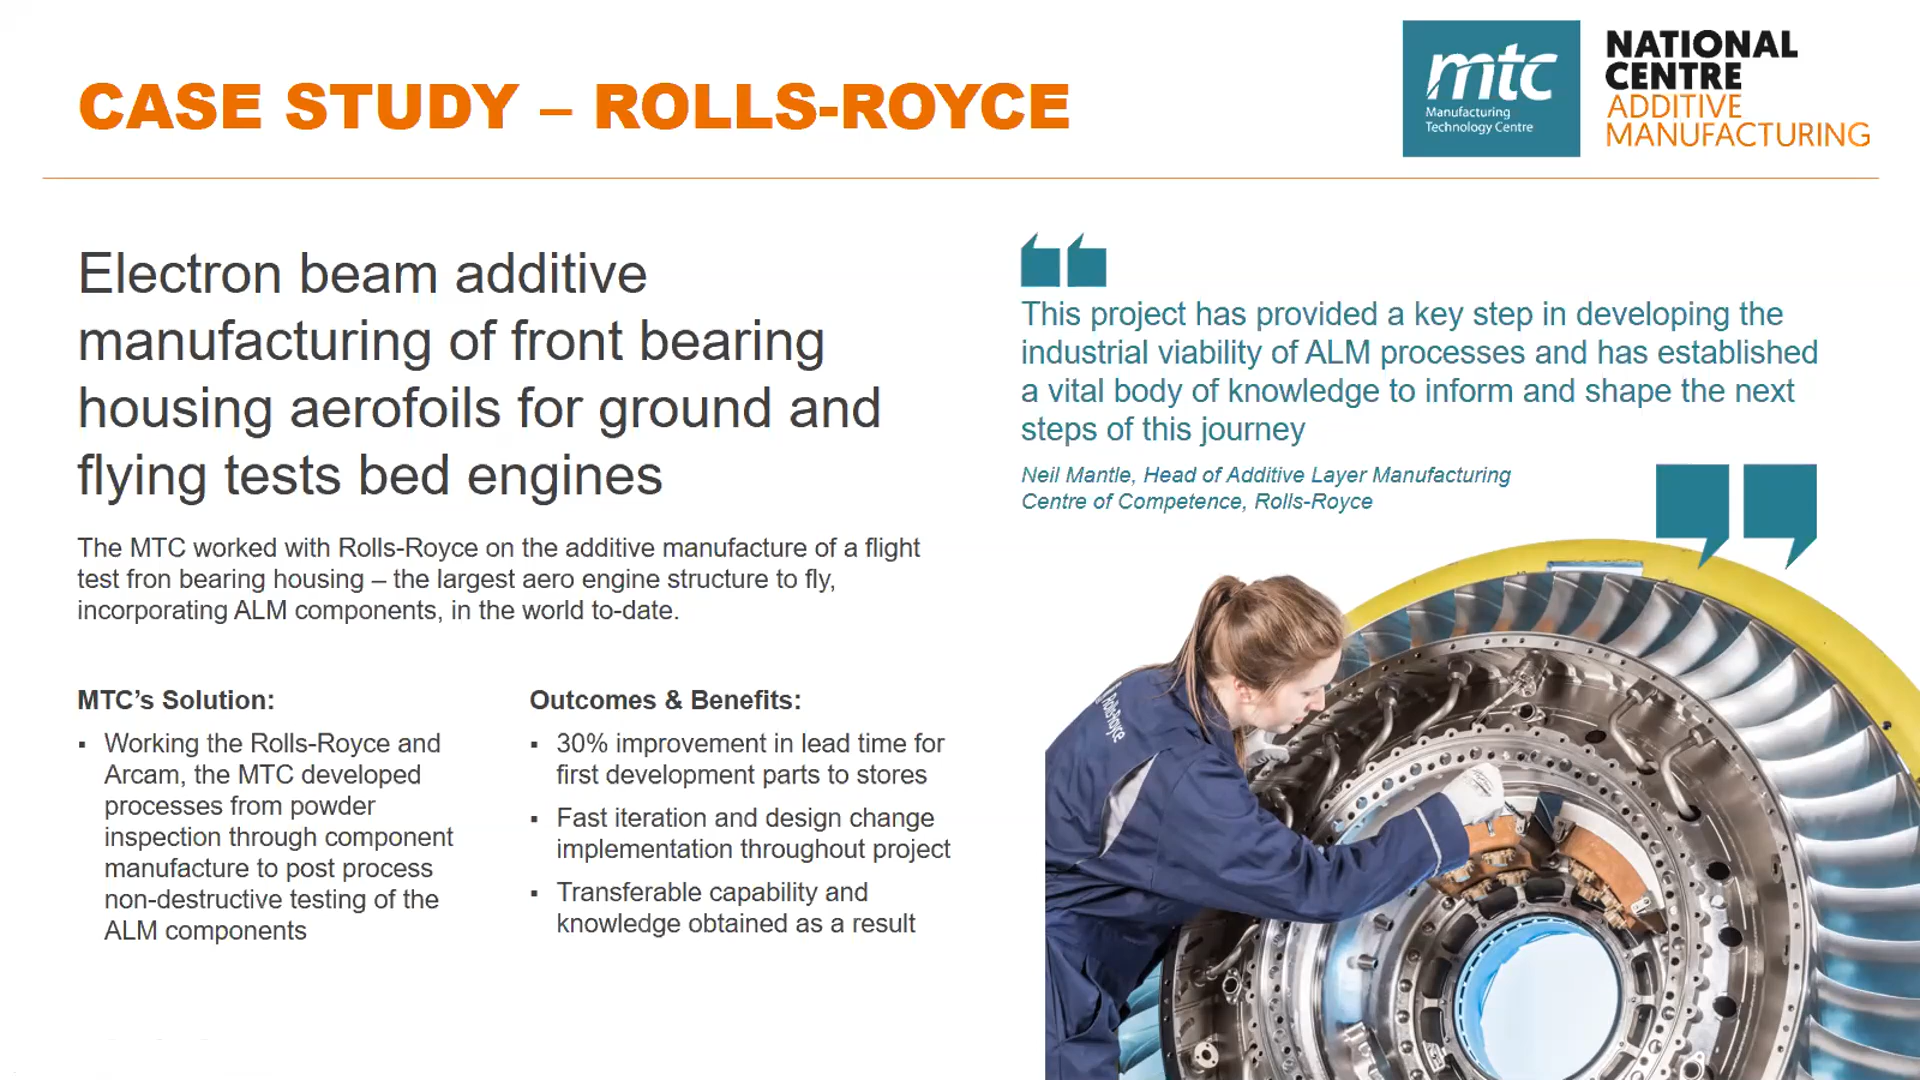 CASE STUDY – ROLLS-ROYCE
mtc
Manufacturing
Technology Centre
NATIONAL
CENTRE
ADDITIVE
MANUFACTURING
Electron beam additive
manufacturing of front bearing
housing aerofoils for ground and
flying tests bed engines
The MTC worked with Rolls-Royce on the additive manufacture of a flight
test fron bearing housing – the largest aero engine structure to fly,
incorporating ALM components, in the world to-date.
MTC’s Solution:
▪ Working the Rolls-Royce and
Arcam, the MTC developed
processes from powder
inspection through component
manufacture to post process
non-destructive testing of the
ALM components
Outcomes & Benefits:
▪ 30% improvement in lead time for
first development parts to stores
▪ Fast iteration and design change
implementation throughout project
▪ Transferable capability and
knowledge obtained as a result
This project has provided a key step in developing the
industrial viability of ALM processes and has established
a vital body of knowledge to inform and shape the next
steps of this journey
Neil Mantle, Head of Additive Layer Manufacturing
Centre of Competence, Rolls-Royce
Rolls-Royce